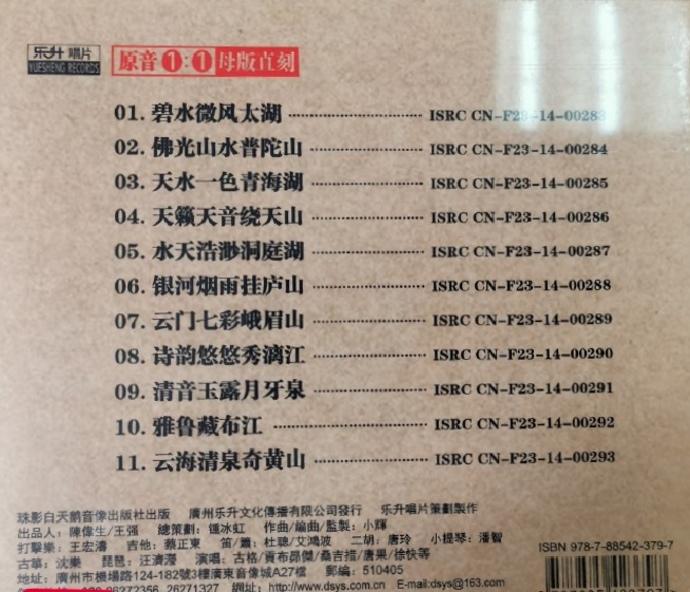 乐升 唱片
YUESHENG RECORDS
原音1:1母版直刻
01. 碧水微风太湖 ISRC CN-F23-14-00283
02. 佛光山水普陀山 ISRC CN-F23-14-00284
03. 天水一色青海湖 ISRC CN-F23-14-00285
04. 天籁天音绕天山 ISRC CN-F23-14-00286
05. 水天浩渺洞庭湖 ISRC CN-F23-14-00287
06. 银河烟雨挂庐山 ISRC CN-F23-14-00288
07. 云门七彩峨眉山 ISRC CN-F23-14-00289
08. 诗韵悠悠秀漓江 ISRC CN-F23-14-00290
09. 清音玉露月牙泉 ISRC CN-F23-14-00291
10. 雅鲁藏布江 ISRC CN-F23-14-00292
11. 云海清泉奇黄山 ISRC CN-F23-14-00293
珠影白天鹅音像出版社出版 廣州乐升文化傳播有限公司發行 乐升唱片策劃製作
出品人：陳偉生/王强 總策劃：鍾冰虹 作曲/編曲/監製：小輝
打擊樂：王宏濤 吉他：蔡正東 笛/簫：杜聰/艾鴻波 二胡：唐玲 小提琴：潘智
古箏：沈樂 琵琶：汪濟瀅 演唱：古格/貢布昂傑/桑吉措/唐果/徐快等
地址：廣州市機場路124-182號3樓廣東音像城A27檔 郵編：510405
26271327 網址：http://www.dsys.com.cn E-mail:dsys@163.com
ISBN 978-7-88542-379-7